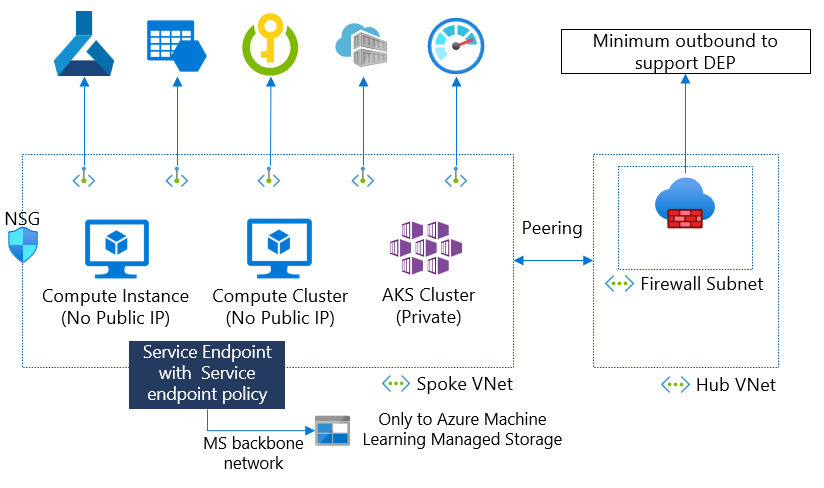 Minimum outbound to
support DEP
NSG
Peering
Compute Instance
(No Public IP)
Compute Cluster
(No Public IP)
AKS Cluster
(Private)
Firewall Subnet
Service Endpoint
with Service
endpoint policy
Spoke VNet
Hub VNet
MS backbone
network
Only to Azure Machine
Learning Managed Storage